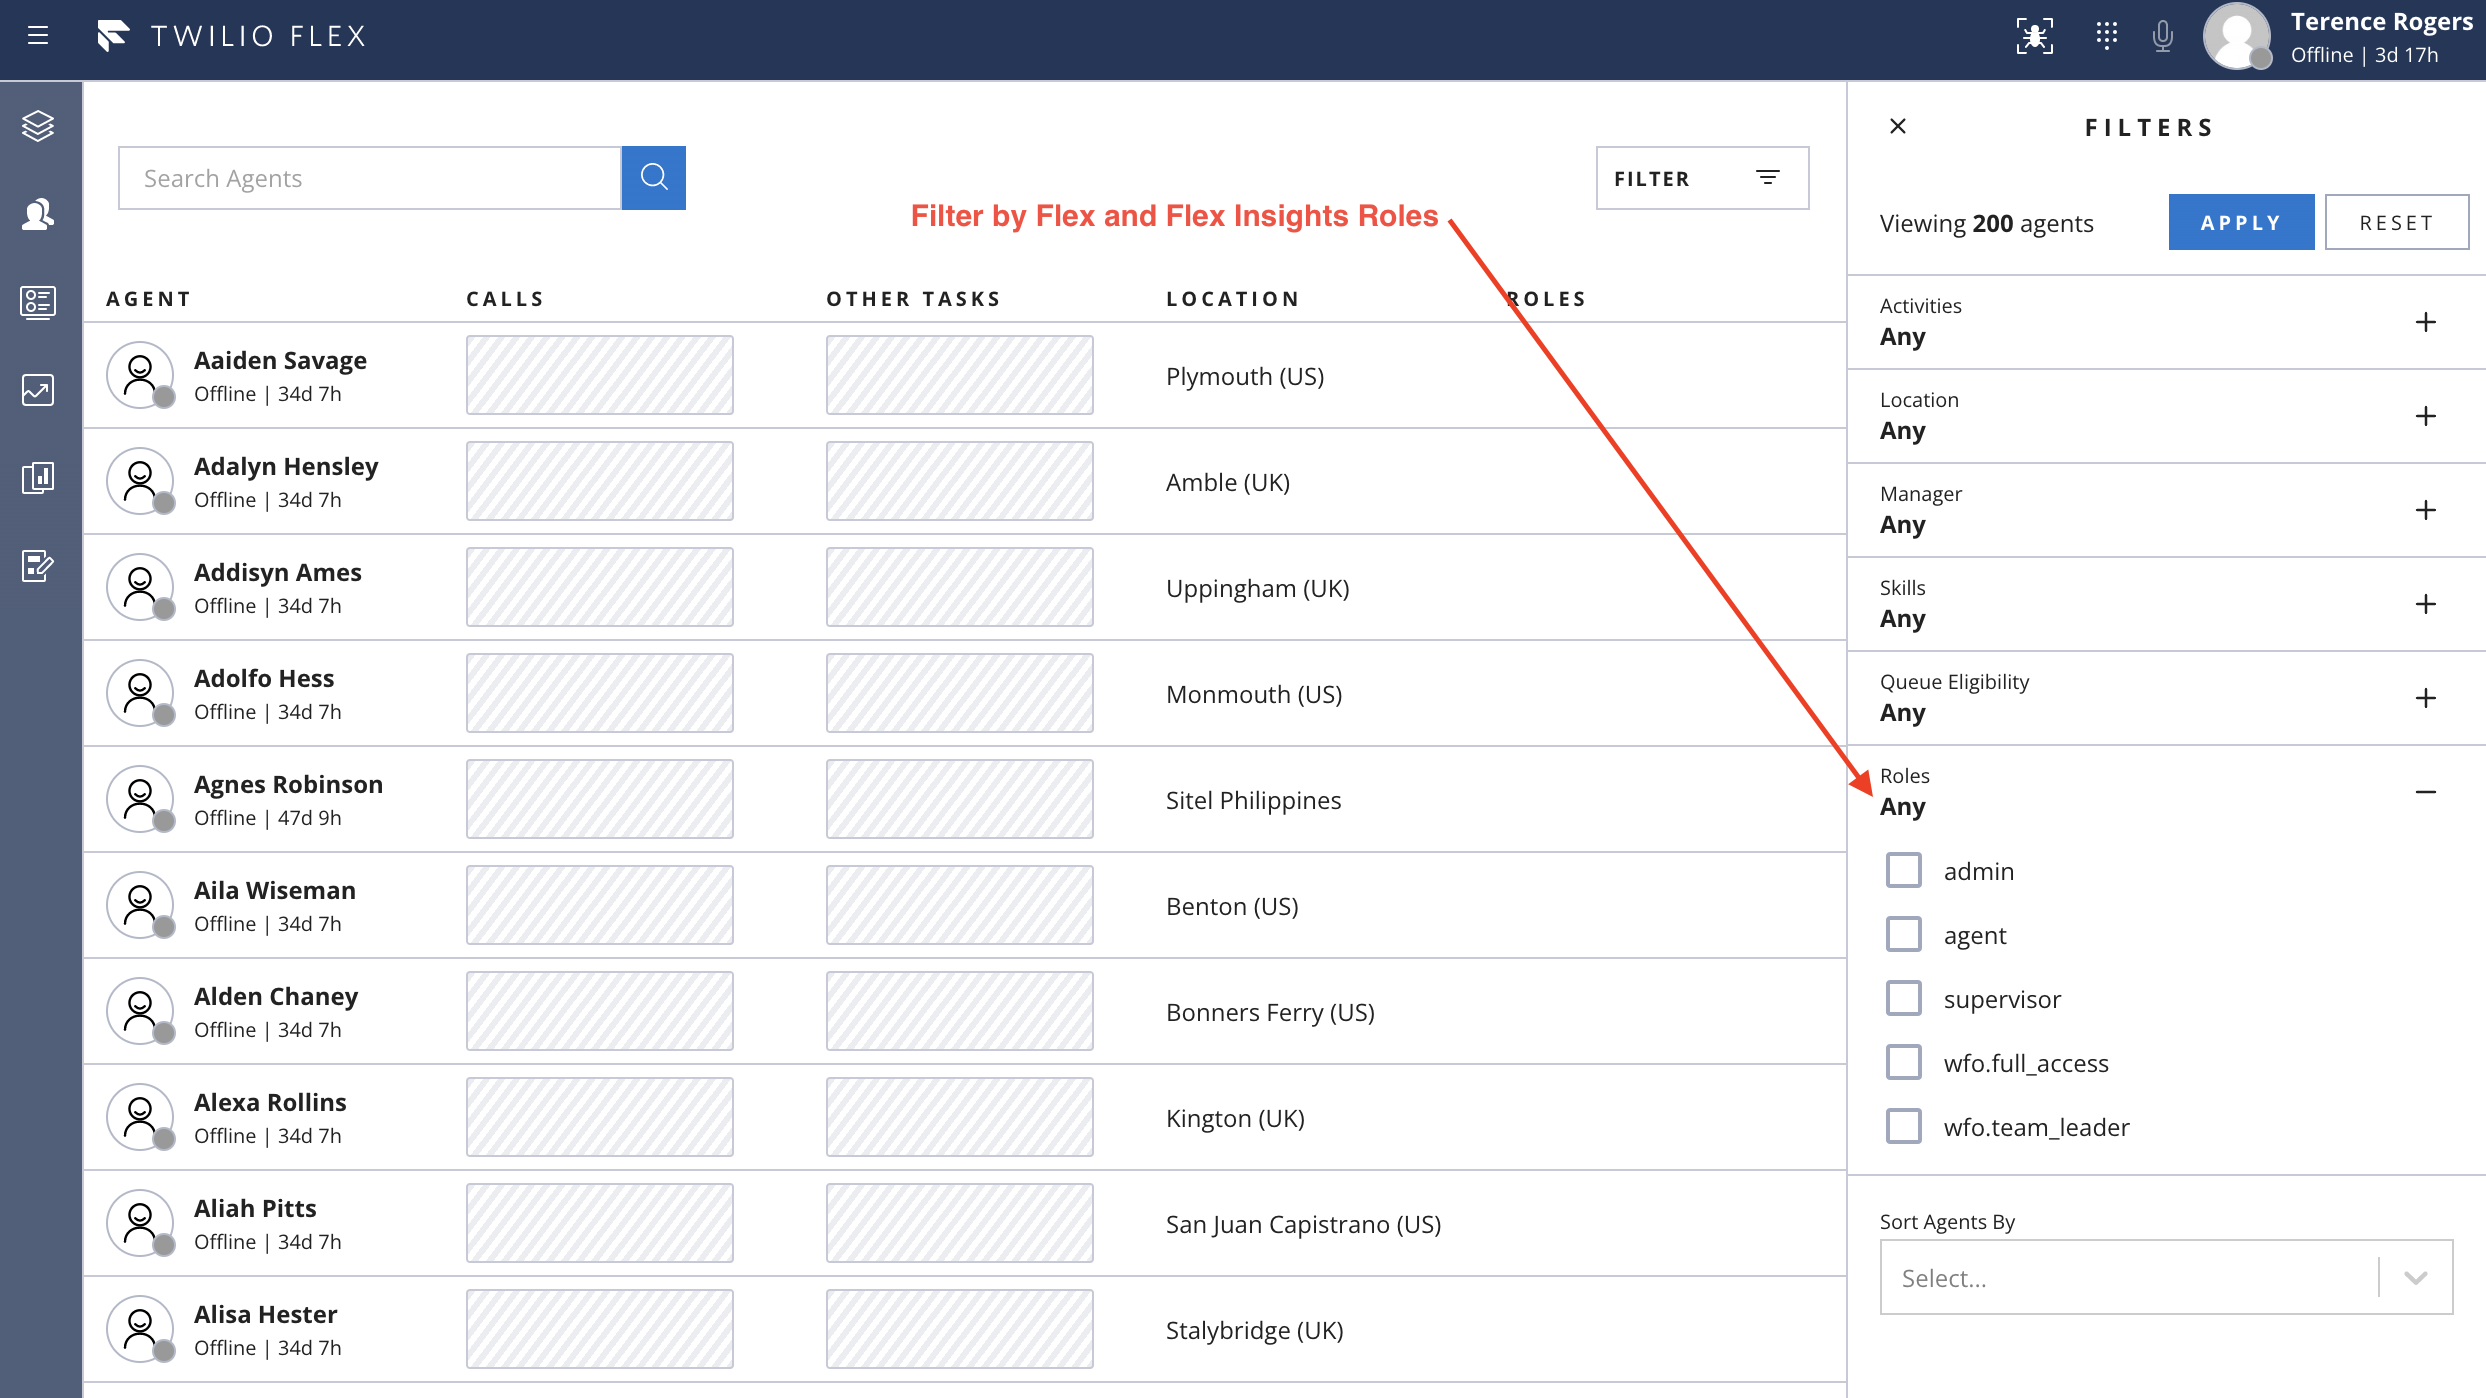 TWILIO FLEX
Terence Rogers
Offline | 3d 17h
Search Agents
FILTER
Filter by Flex and Flex Insights Roles
AGENT CALLS OTHER TASKS LOCATION ROLES
Aaiden Savage
Offline | 34d 7h
Plymouth (US)
Adalyn Hensley
Offline | 34d 7h
Amble (UK)
Addisyn Ames
Offline | 34d 7h
Uppingham (UK)
Adolfo Hess
Offline | 34d 7h
Monmouth (US)
Agnes Robinson
Offline | 47d 9h
Sitel Philippines
Aila Wiseman
Offline | 34d 7h
Benton (US)
Alden Chaney
Offline | 34d 7h
Bonners Ferry (US)
Alexa Rollins
Offline | 34d 7h
Kington (UK)
Aliah Pitts
Offline | 34d 7h
San Juan Capistrano (US)
Alisa Hester
Offline | 34d 7h
Stalybridge (UK)
FILTERS
Viewing 200 agents
APPLY
RESET
Activities
Any
Location
Any
Manager
Any
Skills
Any
Queue Eligibility
Any
Roles
Any
admin
agent
supervisor
wfo.full_access
wfo.team_leader
Sort Agents By
Select...